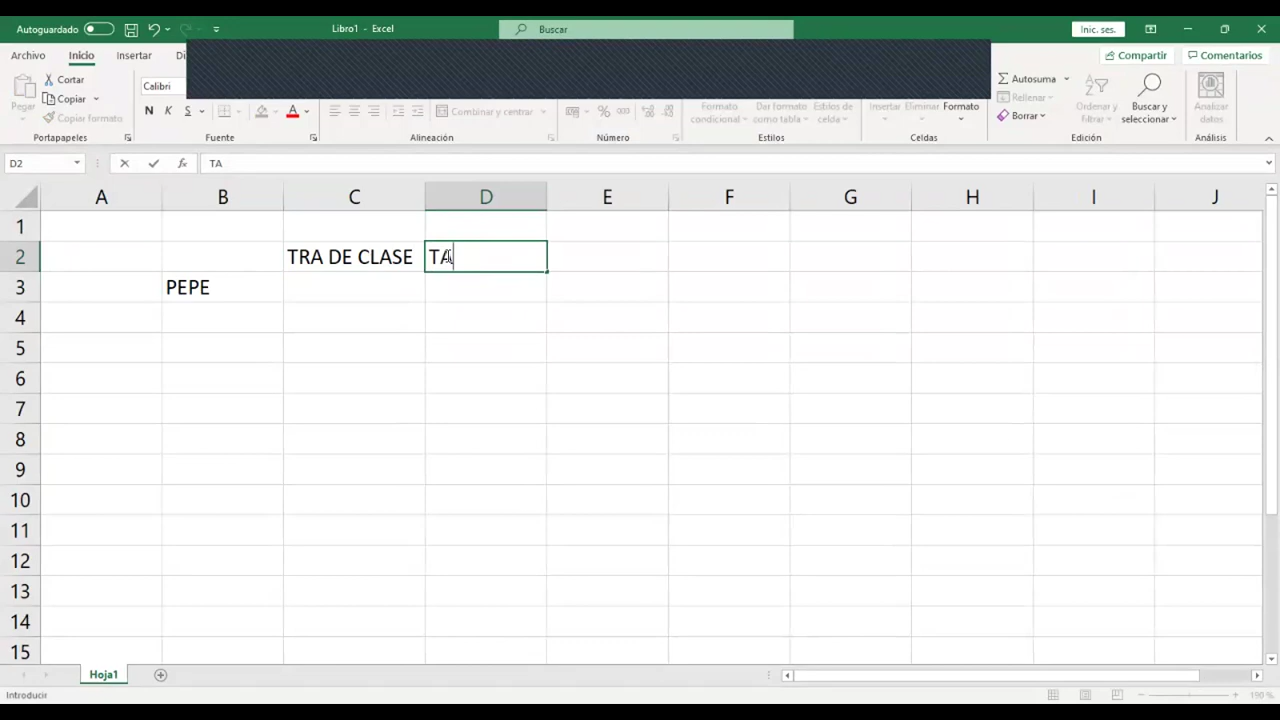 Autoguardado Libro1 - Excel Buscar Inic. ses.
Archivo Inicio Insertar Compartir Comentarios
Pegar Cortar Copiar Copiar formato Portapapeles
Calibri N K S A Fuente
Combinar y centrar Alineación
% 000 Número
Formato condicional Dar formato como tabla Estilos de celda Estilos
Insertar Eliminar Formato Celdas
Autosuma Rellenar Borrar Ordenar y filtrar Buscar y seleccionar Edición
Analizar datos Análisis
D2 fx TA
A B C D E F G H I J
1
2 TRA DE CLASE TA
3 PEPE
4
5
6
7
8
9
10
11
12
13
14
15
Hoja1
Introducir 190 %